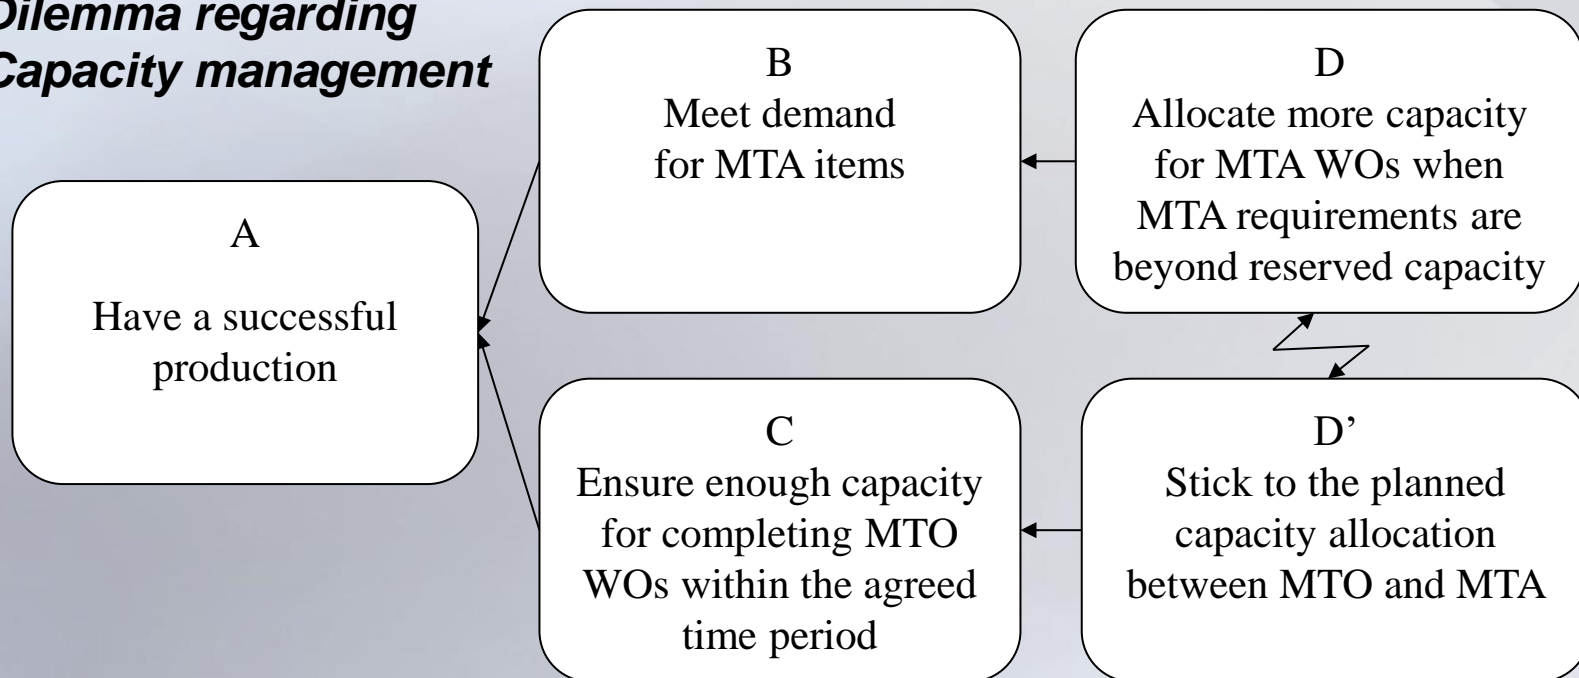 Dilemma regarding
Capacity management
A
Have a successful
production
B
Meet demand
for MTA items
C
Ensure enough capacity
for completing MTO
WOs within the agreed
time period
D
Allocate more capacity
for MTA WOs when
MTA requirements are
beyond reserved capacity
D’
Stick to the planned
capacity allocation
between MTO and MTA